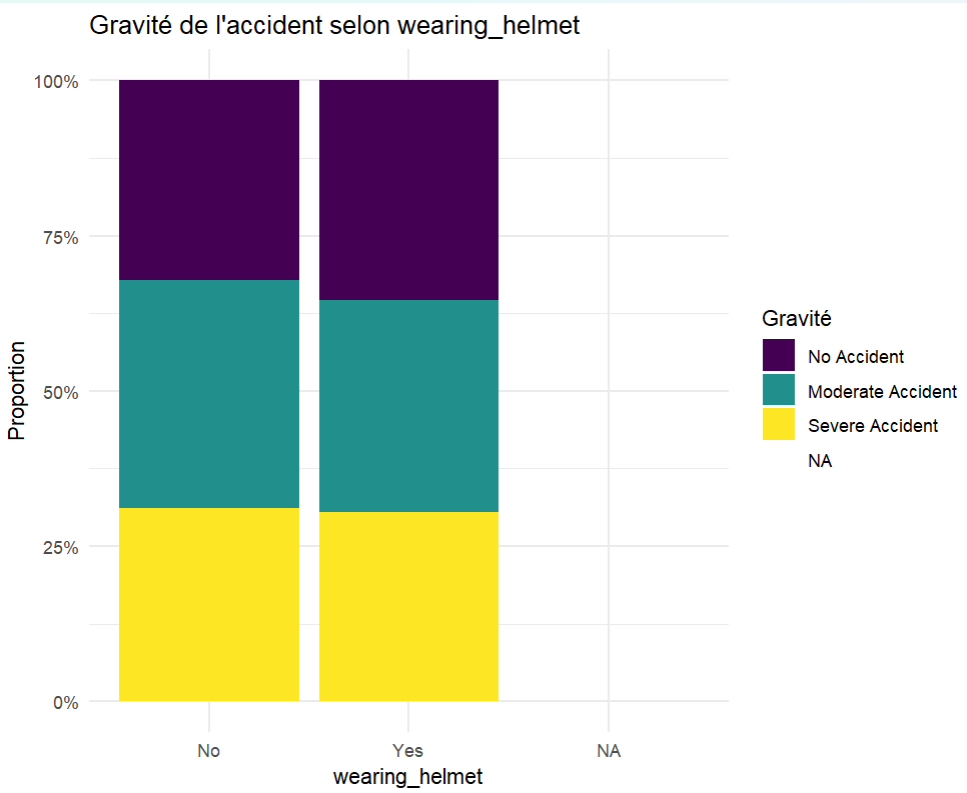 Gravité de l'accident selon wearing_helmet
100%
75%
50%
25%
0%
Proportion
No
Yes
NA
wearing_helmet
Gravité
No Accident
Moderate Accident
Severe Accident
NA